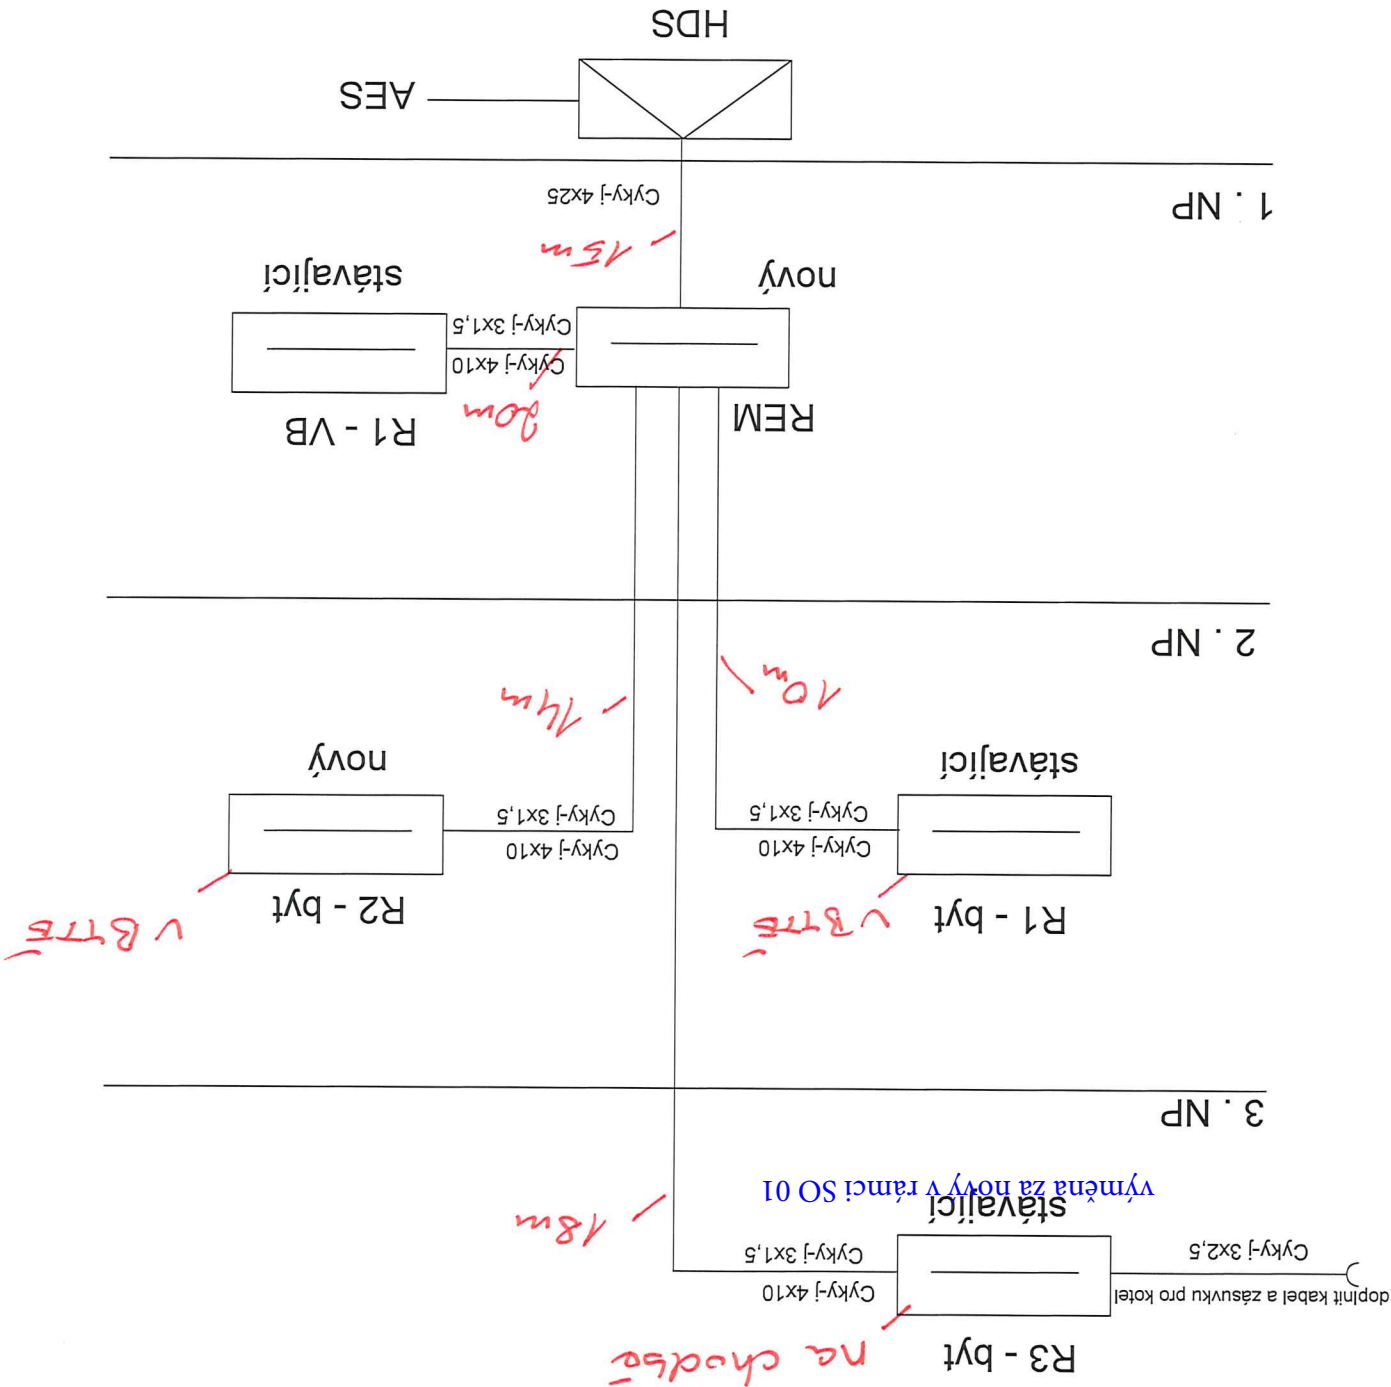 R3 - byt
na chodbě
doplnit kabel a zásuvku pro kotel
Cyky-j 3x2,5
Cyky-j 4x10
Cyky-j 3x1,5
stávající
výměna za nový v rámci SO 01
18m
3 . NP
R1 - byt
V BYTĚ
Cyky-j 4x10
Cyky-j 3x1,5
stávající
R2 - byt
V BYTĚ
Cyky-j 4x10
Cyky-j 3x1,5
nový
10m
14m
2 . NP
REM
nový
R1 - VB
20m
Cyky-j 4x10
Cyky-j 3x1,5
stávající
15m
Cyky-j 4x25
1 . NP
AES
HDS